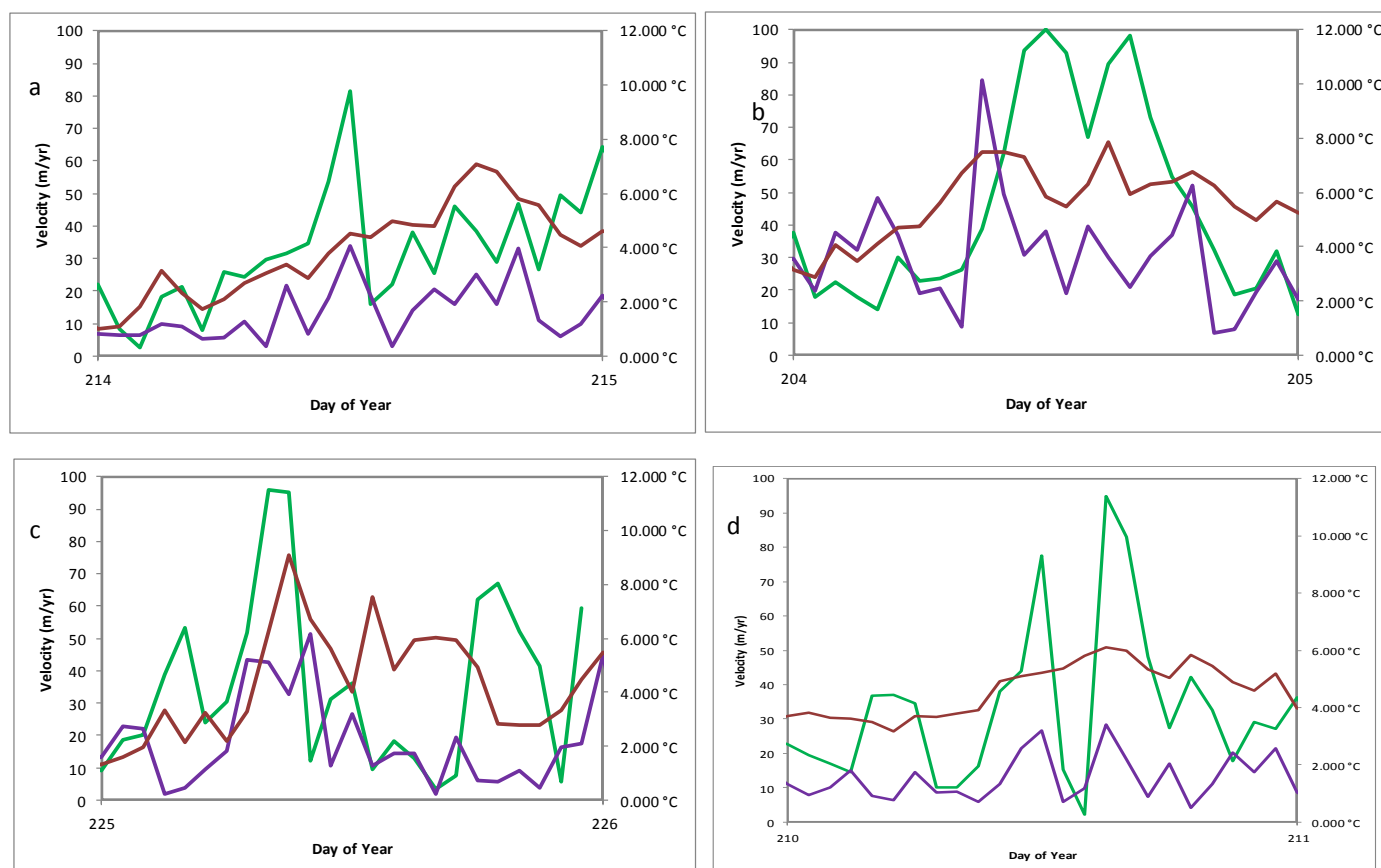 a
100
90
80
70
60
50
40
30
20
10
0
Velocity (m/yr)
12.000 °C
10.000 °C
8.000 °C
6.000 °C
4.000 °C
2.000 °C
0.000 °C
214
215
Day of Year
b
100
90
80
70
60
50
40
30
20
10
0
Velocity (m/yr)
12.000 °C
10.000 °C
8.000 °C
6.000 °C
4.000 °C
2.000 °C
0.000 °C
204
205
Day of Year
c
100
90
80
70
60
50
40
30
20
10
0
Velocity (m/yr)
12.000 °C
10.000 °C
8.000 °C
6.000 °C
4.000 °C
2.000 °C
0.000 °C
225
226
Day of Year
d
100
90
80
70
60
50
40
30
20
10
0
Velocity (m/yr)
12.000 °C
10.000 °C
8.000 °C
6.000 °C
4.000 °C
2.000 °C
0.000 °C
210
211
Day of Year